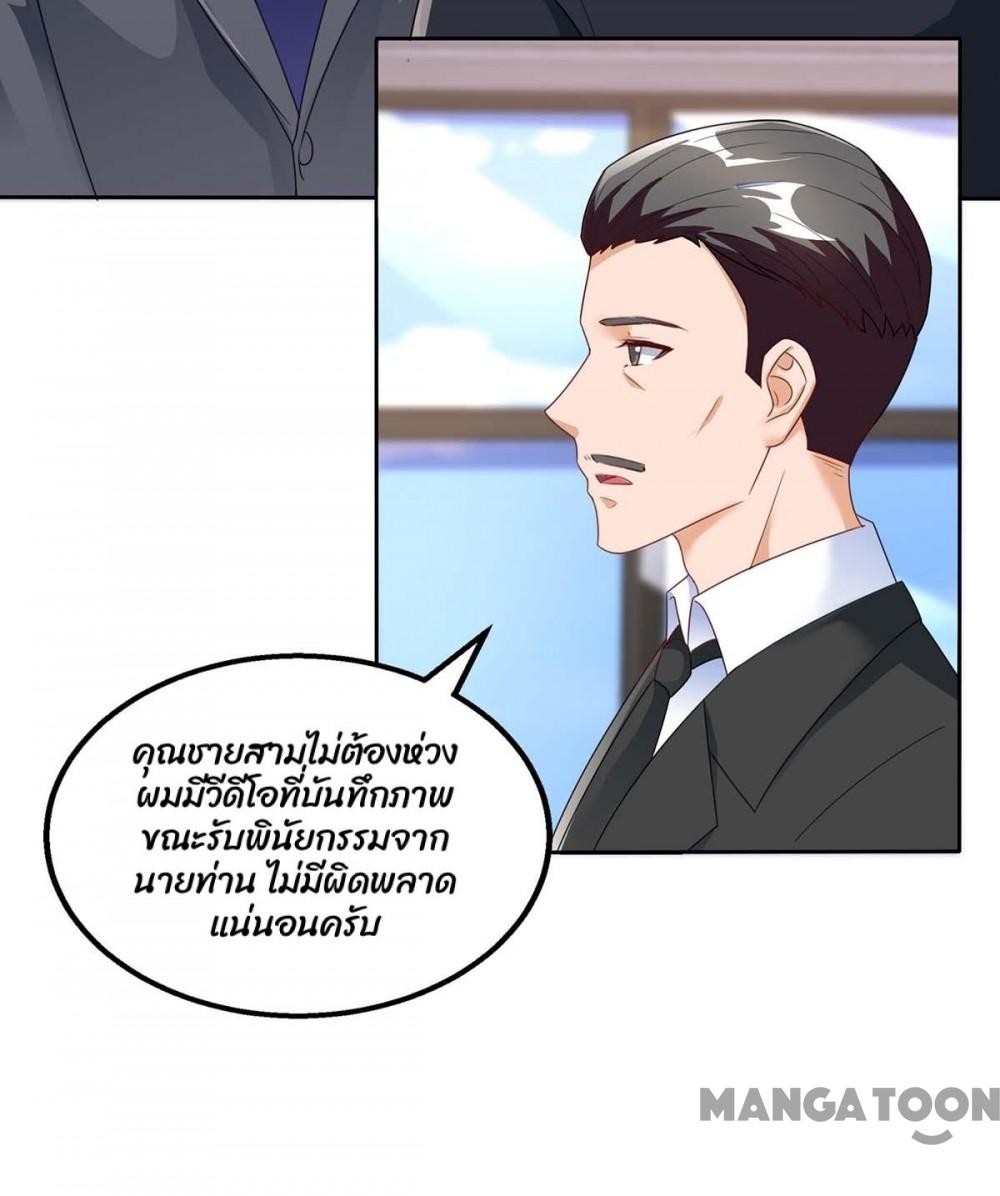 คุณชายสามไม่ต้องห่วง
ผมมีวีดีโอที่บันทึกภาพ
ขณะรับพินัยกรรมจาก
นายท่าน ไม่มีผิดพลาด
แน่นอนครับ
MANGATOON